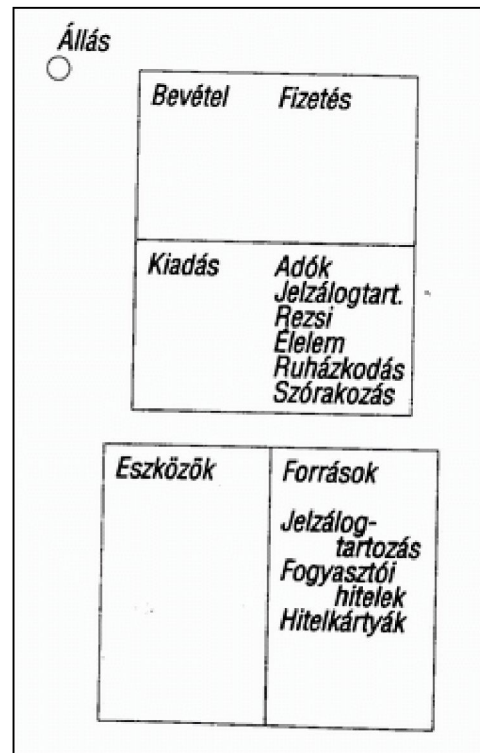 Állás
Bevétel Fizetés
Kiadás Adók
Jelzálogtart.
Rezsi
Élelem
Ruházkodás
Szórakozás
Eszközök Források
Jelzálog-
tartozás
Fogyasztói
hitelek
Hitelkártyák